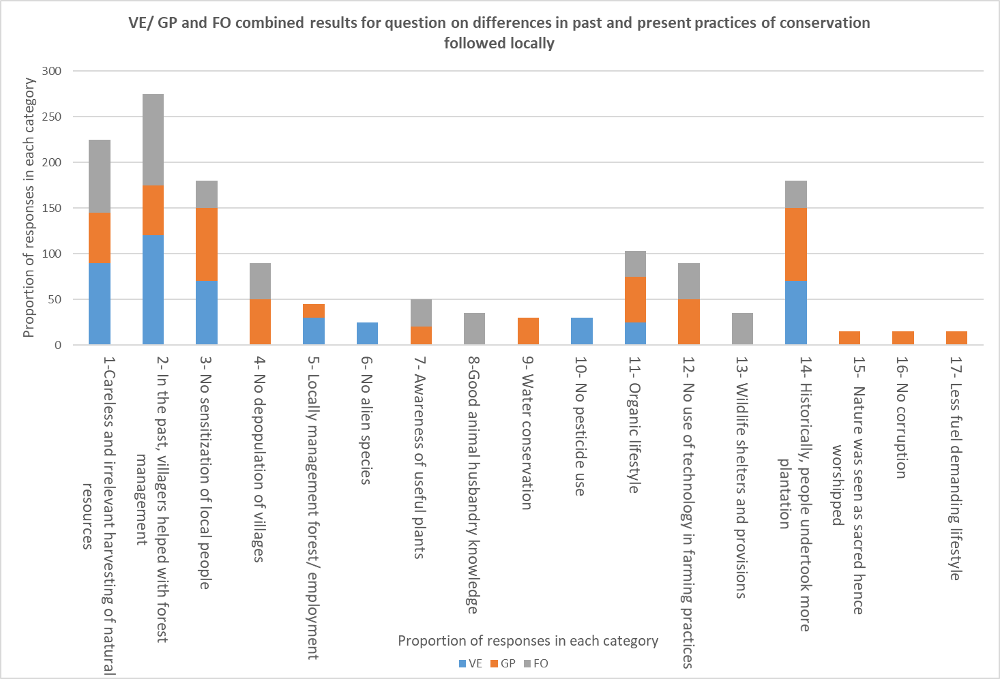 VE/ GP and FO combined results for question on differences in past and present practices of conservation
followed locally
Proportion of responses in each category
300
250
200
150
100
50
0
1-Careless and irrelevant harvesting of natural
resources
2- In the past, villagers helped with forest
management
3- No sensitization of local people
4- No depopulation of villages
5- Locally management forest/ employment
6- No alien species
7- Awareness of useful plants
8-Good animal husbandry knowledge
9- Water conservation
10- No pesticide use
11- Organic lifestyle
12- No use of technology in farming practices
13- Wildlife shelters and provisions
14- Historically, people undertook more
plantation
15- Nature was seen as sacred hence
worshipped
16- No corruption
17- Less fuel demanding lifestyle
Proportion of responses in each category
VE GP FO